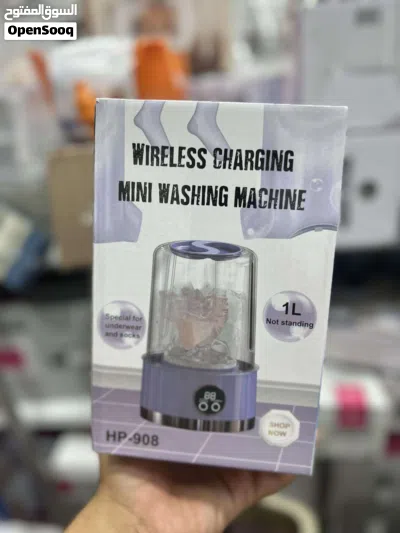 السوق المفتوح
OpenSooq
WIRELESS CHARGING
MINI WASHING MACHINE
Special for
underwear
and socks
1L
Not standing
88
SHOP
NOW
HP-908